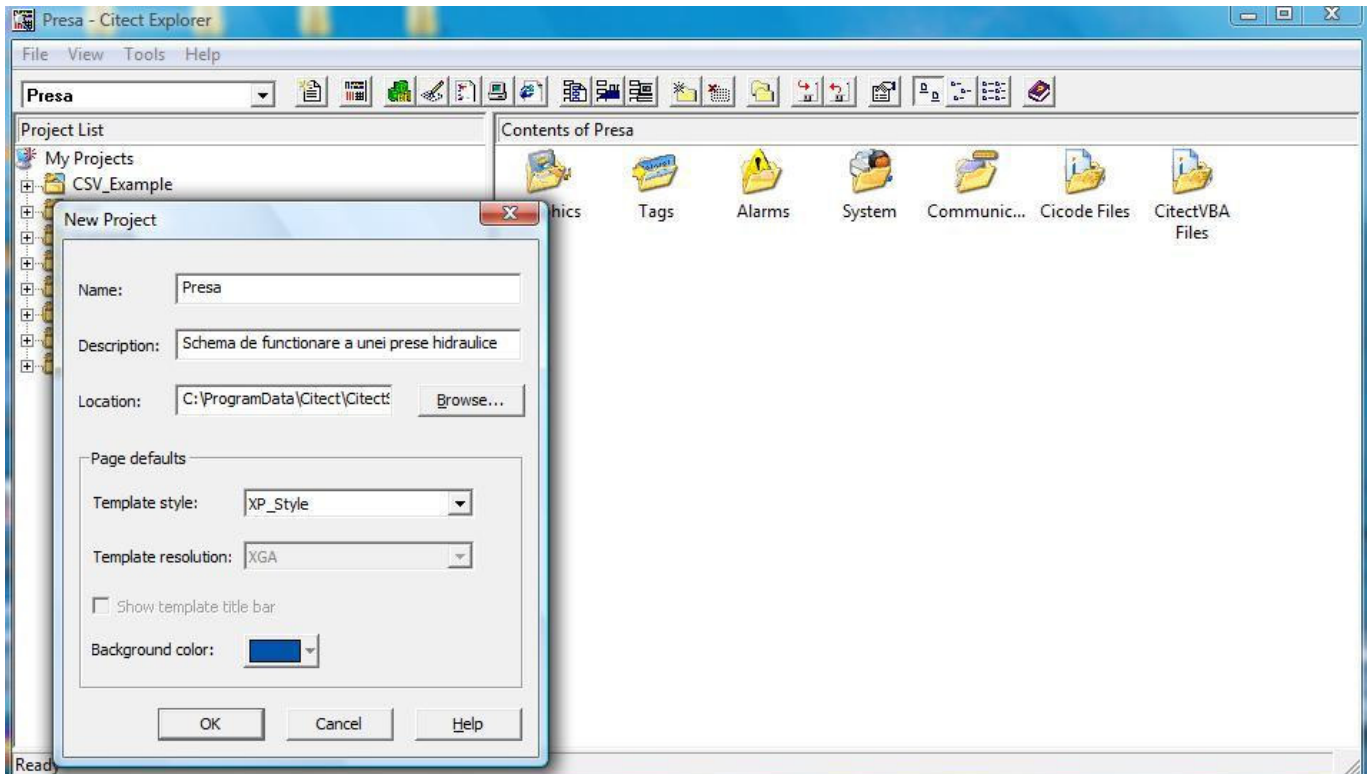 Presa - Citect Explorer
File View Tools Help
Presa
Project List
Contents of Presa
My Projects
CSV_Example
Tags
Alarms
System
Communic...
Cicode Files
CitectVBA
Files
New Project
Name:
Presa
Description:
Schema de functionare a unei prese hidraulice
Location:
C:\ProgramData\Citect\Citect
Browse...
Page defaults
Template style:
XP_Style
Template resolution:
XGA
Show template title bar
Background color:
OK
Cancel
Help
Ready